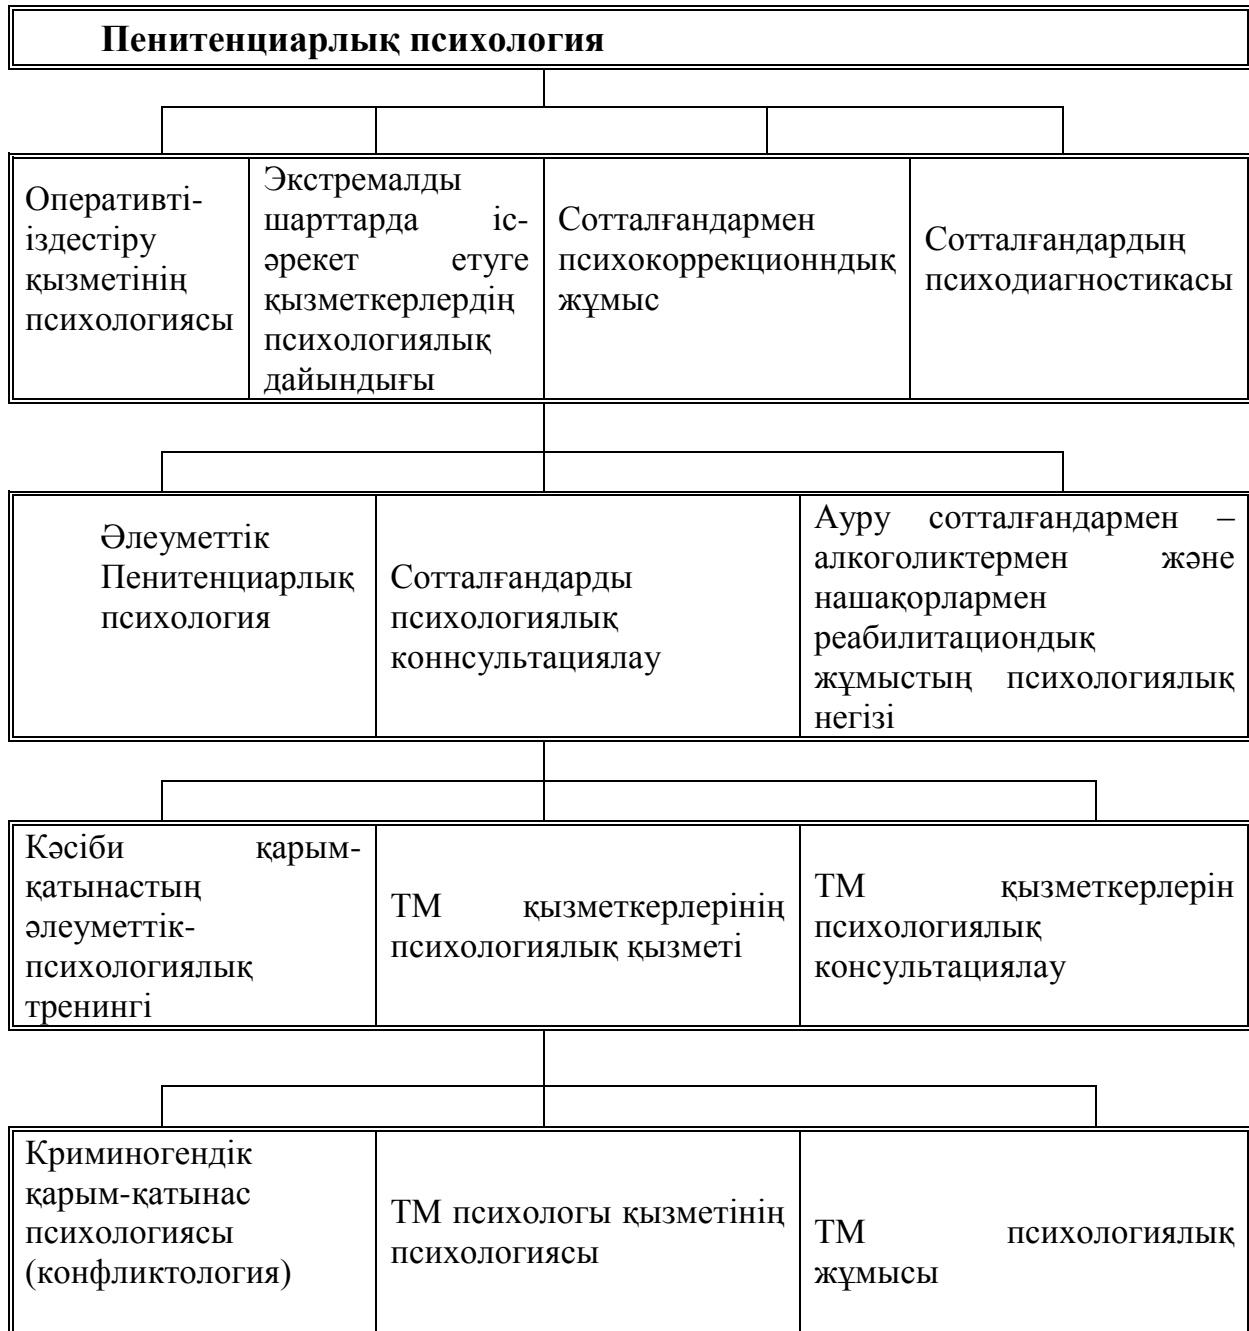 Пенитенциарлық психология
Оперативті-
іздестіру
қызметінің
психологиясы
Экстремалды
шарттарда іс-
әрекет етуге
қызметкерлердің
психологиялық
дайындығы
Сотталғандармен
психокоррекционндық
жұмыс
Сотталғандардың
психодиагностикасы
Әлеуметтік
Пенитенциарлық
психология
Сотталғандарды
психологиялық
коннсультациялау
Ауру сотталғандармен –
алкоголиктермен және
нашақорлармен
реабилитациондық
жұмыстың психологиялық
негізі
Кәсіби қарым-
қатынастың
әлеуметтік-
психологиялық
тренингі
ТМ қызметкерлерінің
психологиялық қызметі
ТМ қызметкерлерін
психологиялық
консультациялау
Криминогендік
қарым-қатынас
психологиясы
(конфликтология)
ТМ психологы қызметінің
психологиясы
ТМ психологиялық
жұмысы